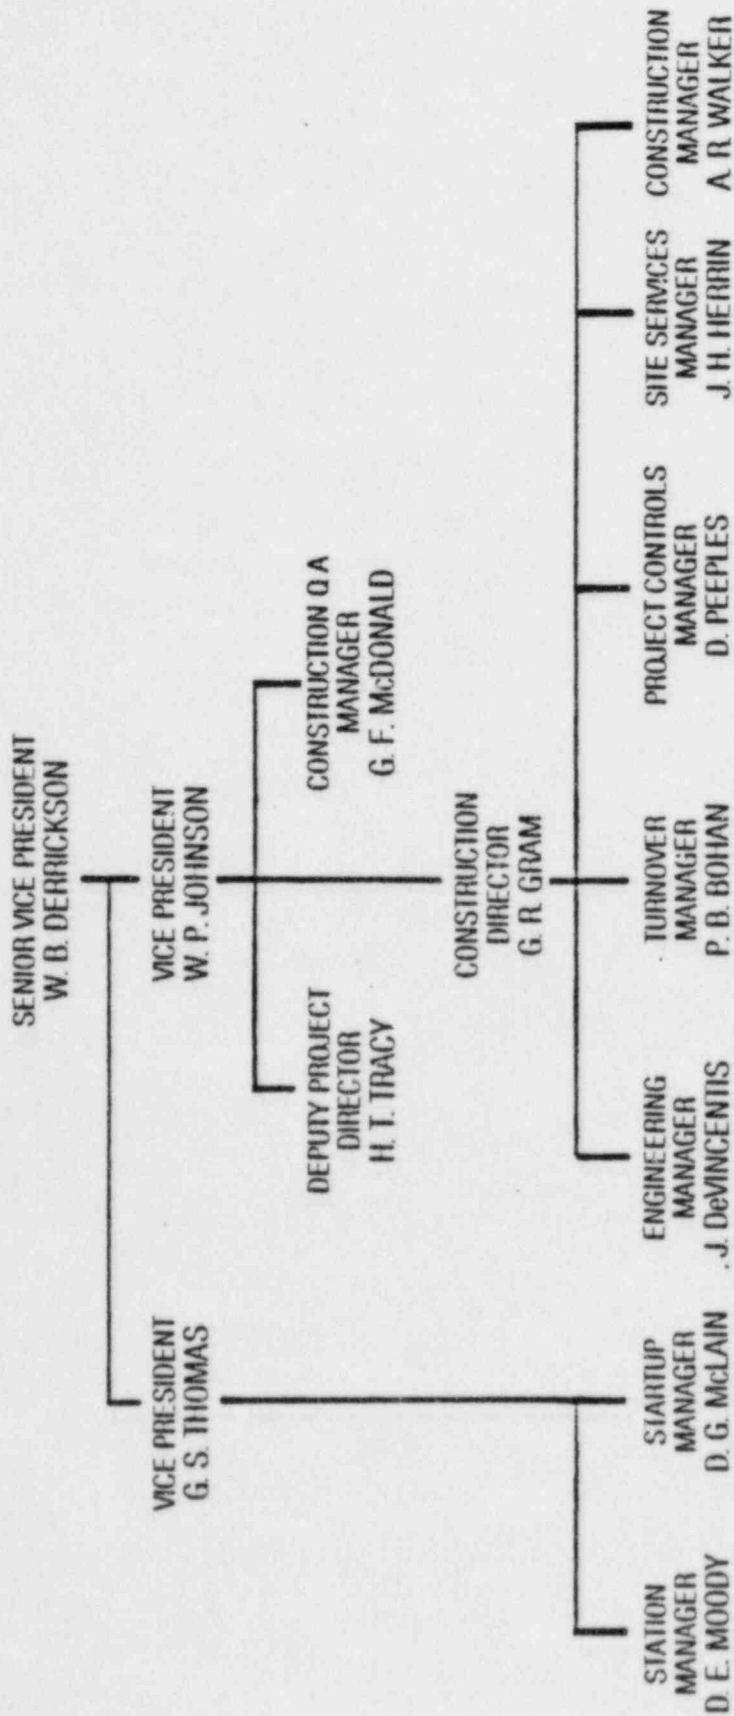 SENIOR VICE PRESIDENT
W. B. DERRICKSON
VICE PRESIDENT
G. S. THOMAS
VICE PRESIDENT
W. P. JOHNSON
DEPUTY PROJECT
DIRECTOR
H. T. TRACY
CONSTRUCTION Q A
MANAGER
G. F. McDONALD
CONSTRUCTION
DIRECTOR
G. R. GRAM
STATION
MANAGER
D. E. MOODY
STARTUP
MANAGER
D. G. McLAIN
ENGINEERING
MANAGER
. J. DeVINCENTIS
TURNOVER
MANAGER
P. B. BOHAN
PROJECT CONTROLS
MANAGER
D. PEEPLES
SITE SERVICES
MANAGER
J. H. HERRIN
CONSTRUCTION
MANAGER
A. R. WALKER